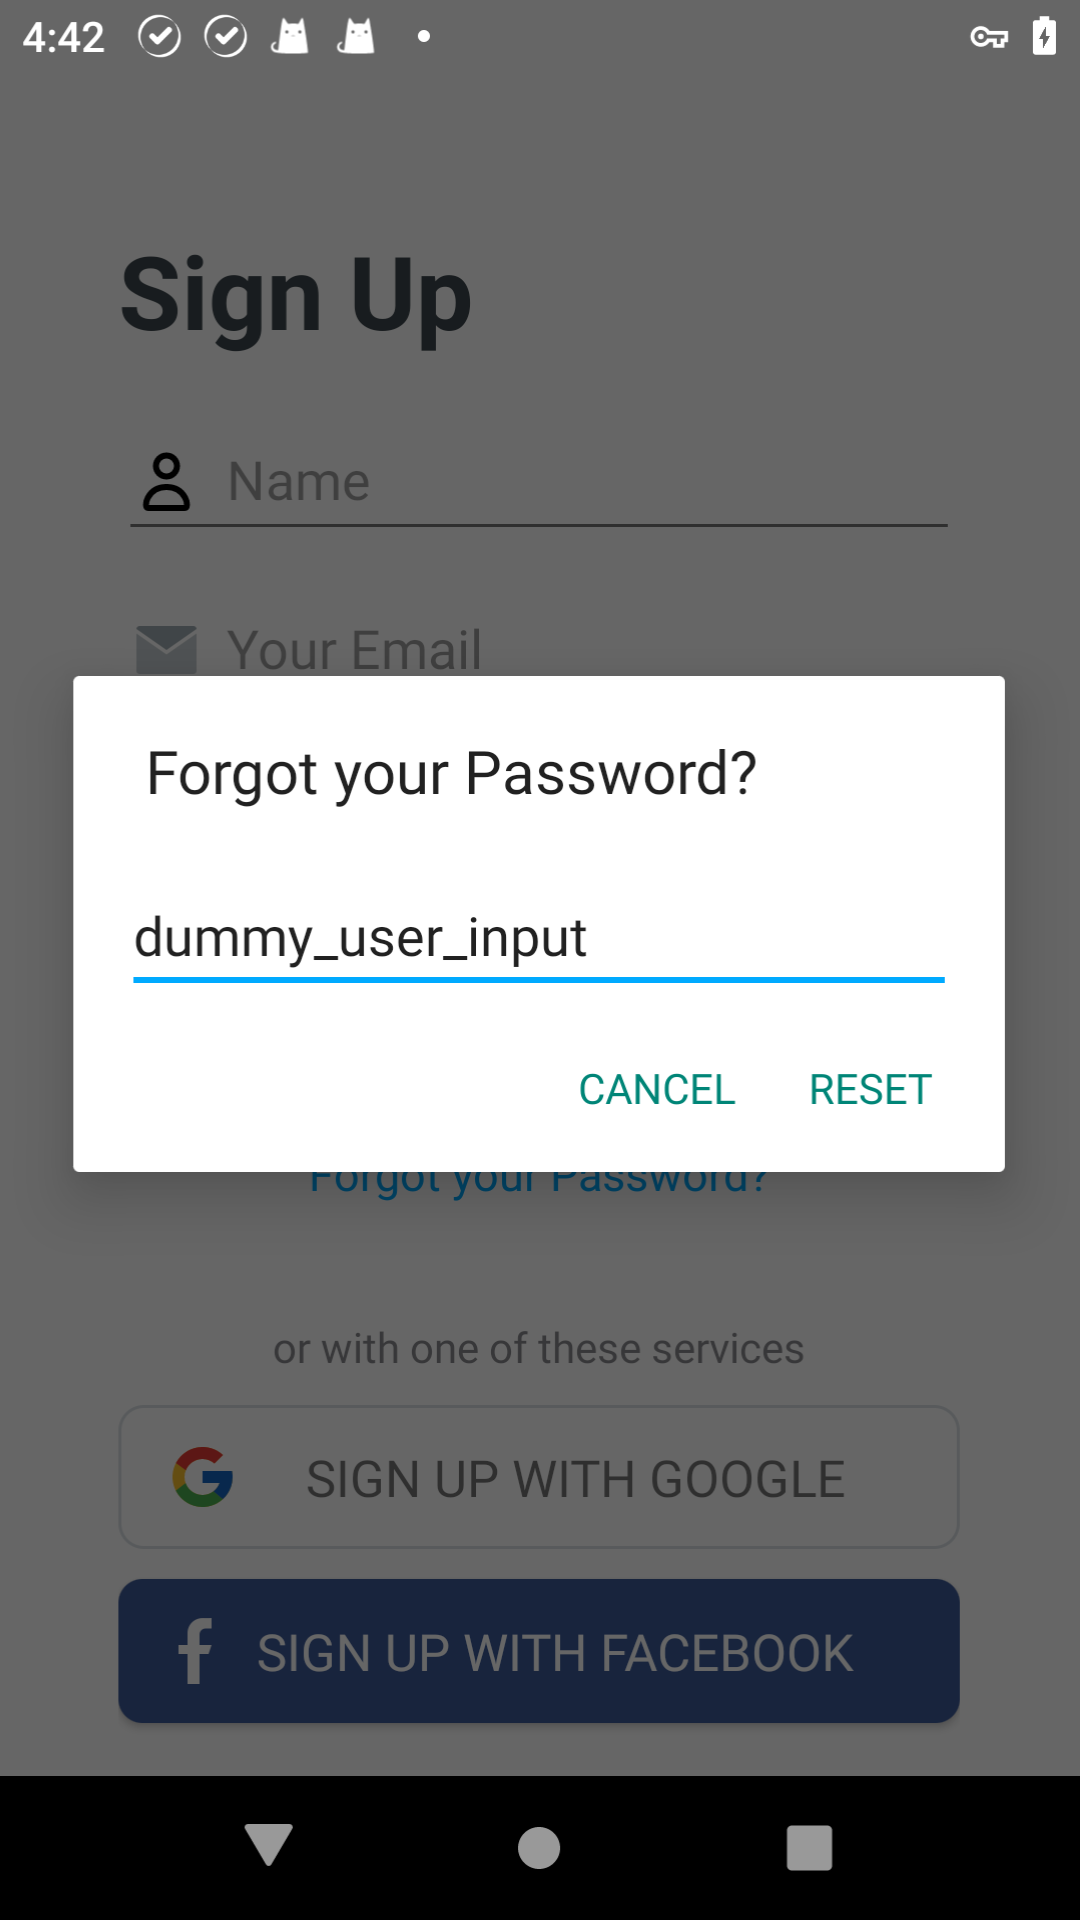 4:42
Sign Up
Name
Your Email
Forgot your Password?
dummy_user_input
CANCEL RESET
Forgot your Password?
or with one of these services
SIGN UP WITH GOOGLE
SIGN UP WITH FACEBOOK